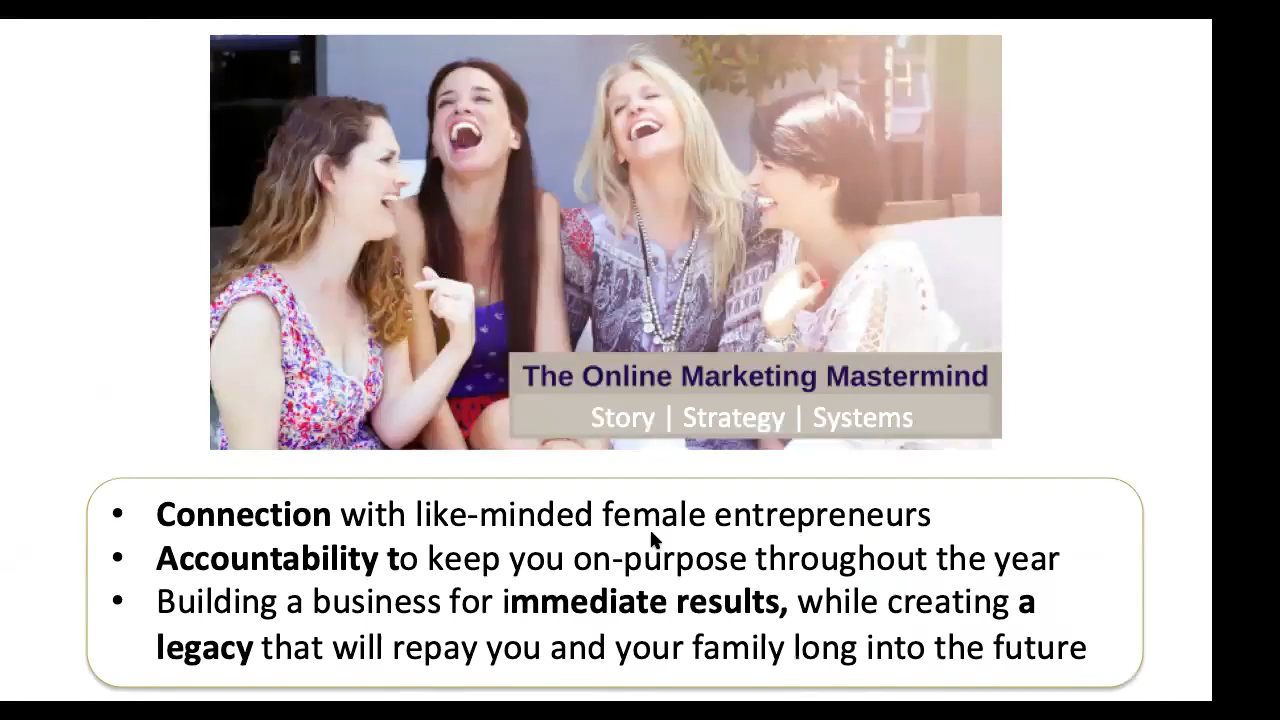 The Online Marketing Mastermind
Story | Strategy | Systems
• Connection with like-minded female entrepreneurs
• Accountability to keep you on-purpose throughout the year
• Building a business for immediate results, while creating a
legacy that will repay you and your family long into the future